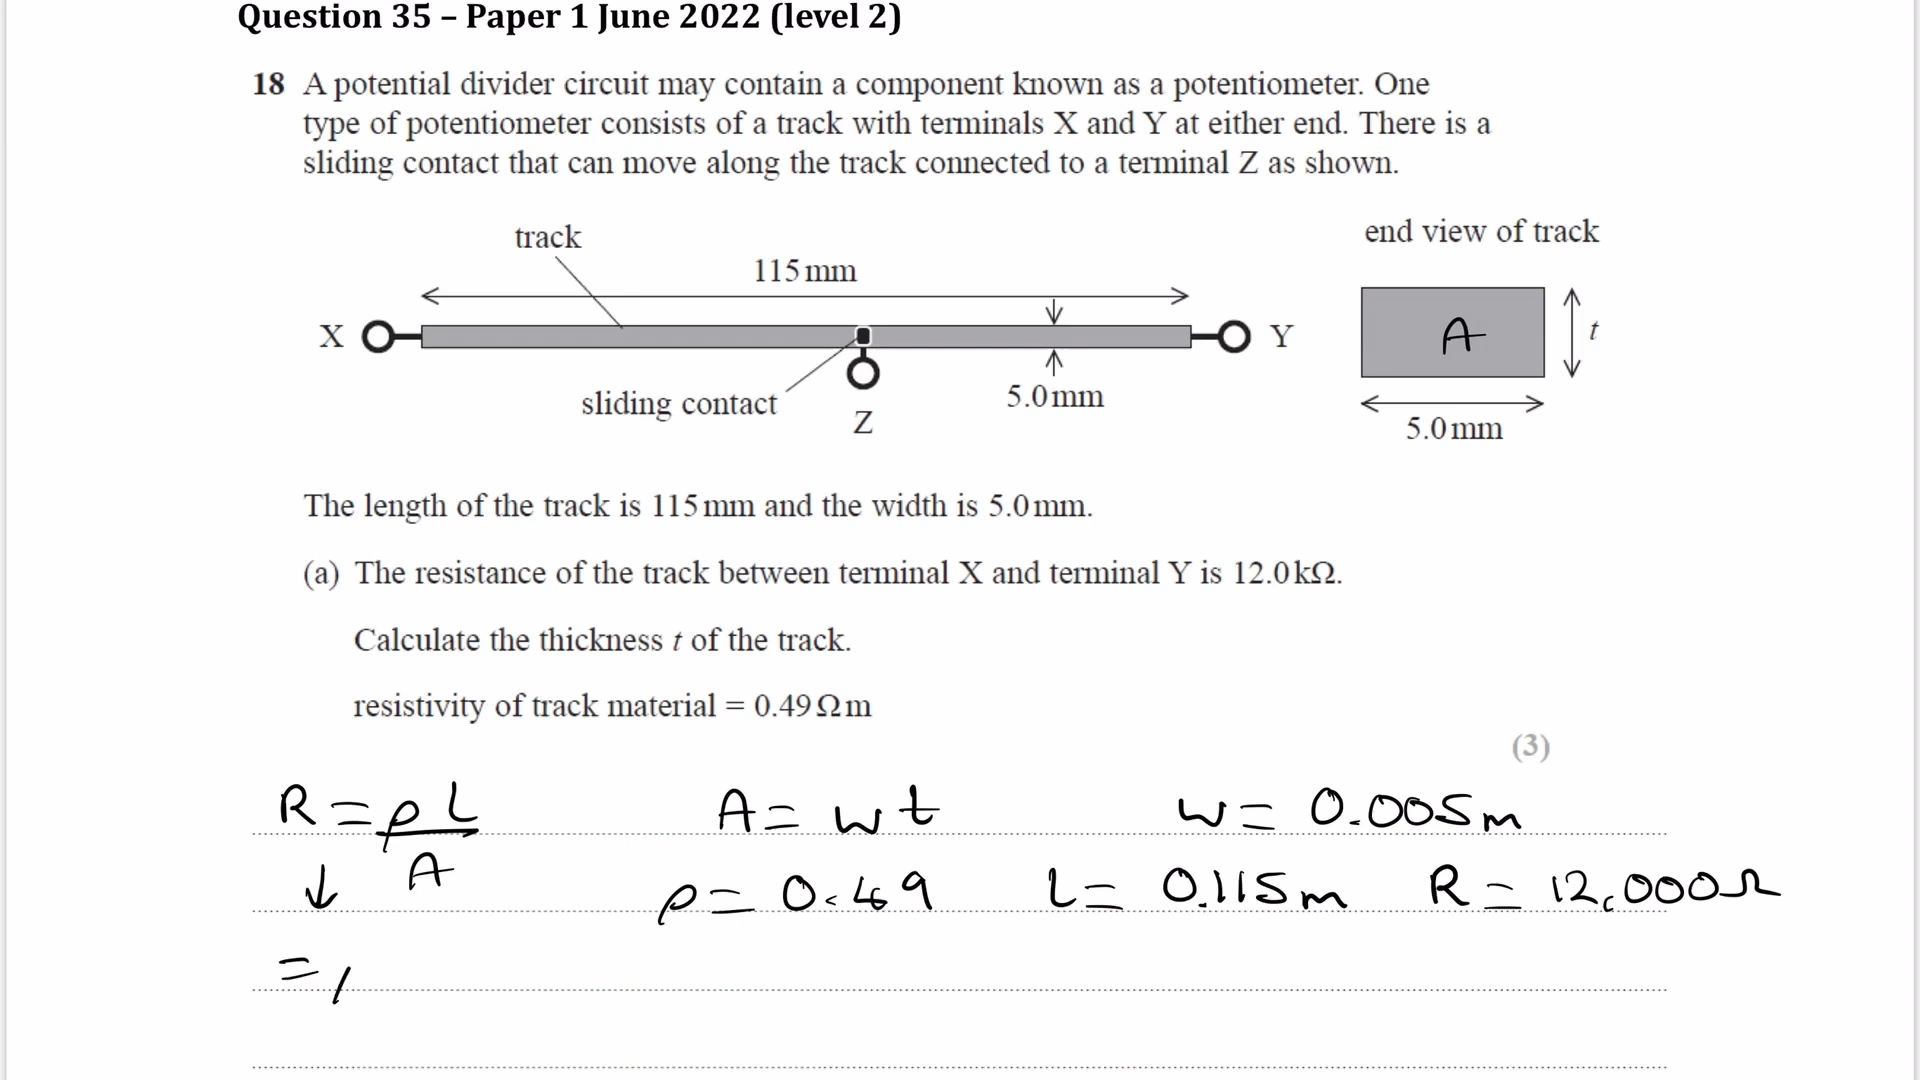 Question 35 – Paper 1 June 2022 (level 2)
18 A potential divider circuit may contain a component known as a potentiometer. One
type of potentiometer consists of a track with terminals X and Y at either end. There is a
sliding contact that can move along the track connected to a terminal Z as shown.
end view of track
track
115 mm
X
Y
A
t
sliding contact
5.0 mm
Z
5.0 mm
The length of the track is 115 mm and the width is 5.0 mm.
(a) The resistance of the track between terminal X and terminal Y is 12.0 kΩ.
Calculate the thickness t of the track.
resistivity of track material = 0.49 Ω m
(3)
R = ρL
A
A = wt
w = 0.005m
↓
ρ = 0.49
L = 0.115m
R = 12,000Ω
=